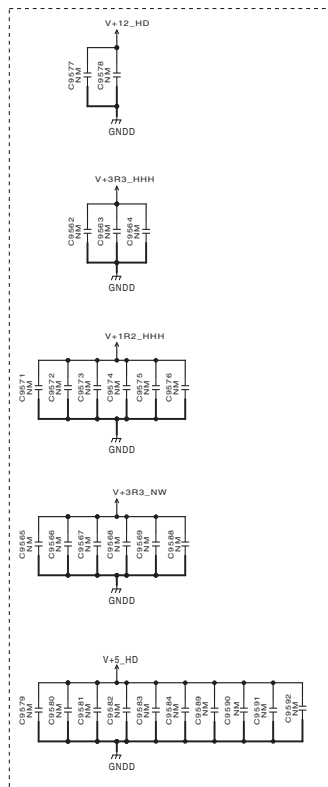 V+12_HD
C9577
NM
C9578
NM
GNDD
V+3R3_HHH
C9562
NM
C9563
NM
C9564
NM
GNDD
V+1R2_HHH
C9571
NM
C9572
NM
C9573
NM
C9574
NM
C9575
NM
C9576
NM
GNDD
V+3R3_NW
C9565
NM
C9566
NM
C9567
NM
C9568
NM
C9569
NM
C9588
NM
GNDD
V+5_HD
C9579
NM
C9580
NM
C9581
NM
C9582
NM
C9583
NM
C9584
NM
C9589
NM
C9590
NM
C9591
NM
C9592
NM
GNDD